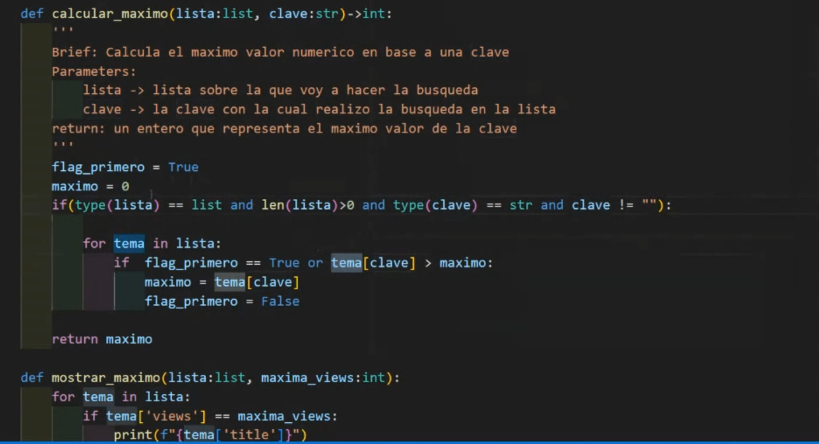 def calcular_maximo(lista:list, clave:str)->int:
'''
Brief: Calcula el maximo valor numerico en base a una clave
Parameters:
lista -> lista sobre la que voy a hacer la busqueda
clave -> la clave con la cual realizo la busqueda en la lista
return: un entero que representa el maximo valor de la clave
'''
flag_primero = True
maximo = 0
if(type(lista) == list and len(lista)>0 and type(clave) == str and clave != ""):
for tema in lista:
if flag_primero == True or tema[clave] > maximo:
maximo = tema[clave]
flag_primero = False
return maximo
def mostrar_maximo(lista:list, maxima_views:int):
for tema in lista:
if tema['views'] == maxima_views:
print(f"{tema['title']}")